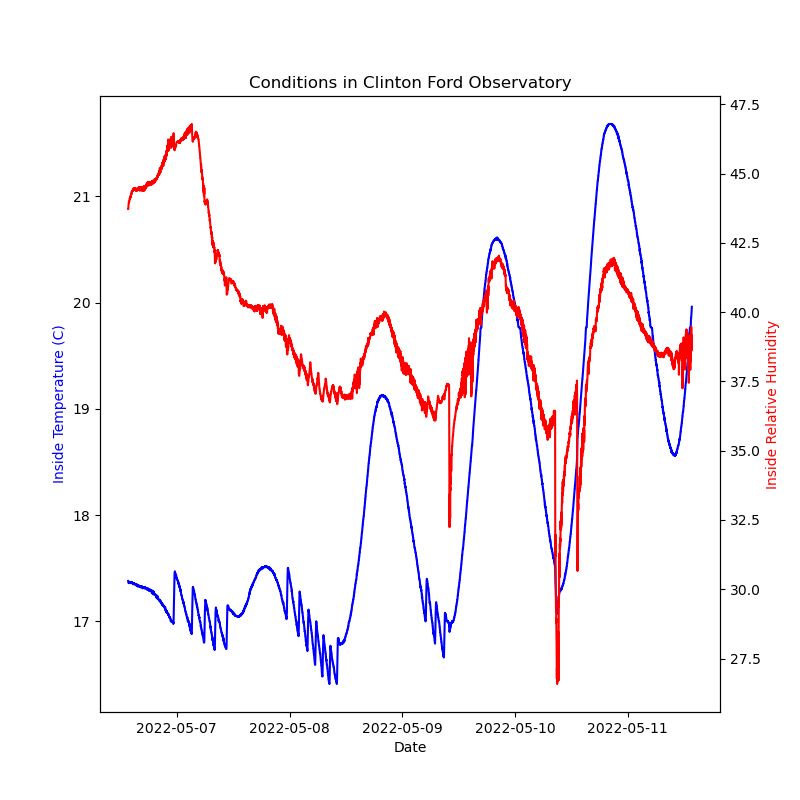 Conditions in Clinton Ford Observatory
Inside Temperature (C)
21
20
19
18
17
47.5
45.0
42.5
40.0
37.5
35.0
32.5
30.0
27.5
Inside Relative Humidity
2022-05-07 2022-05-08 2022-05-09 2022-05-10 2022-05-11
Date